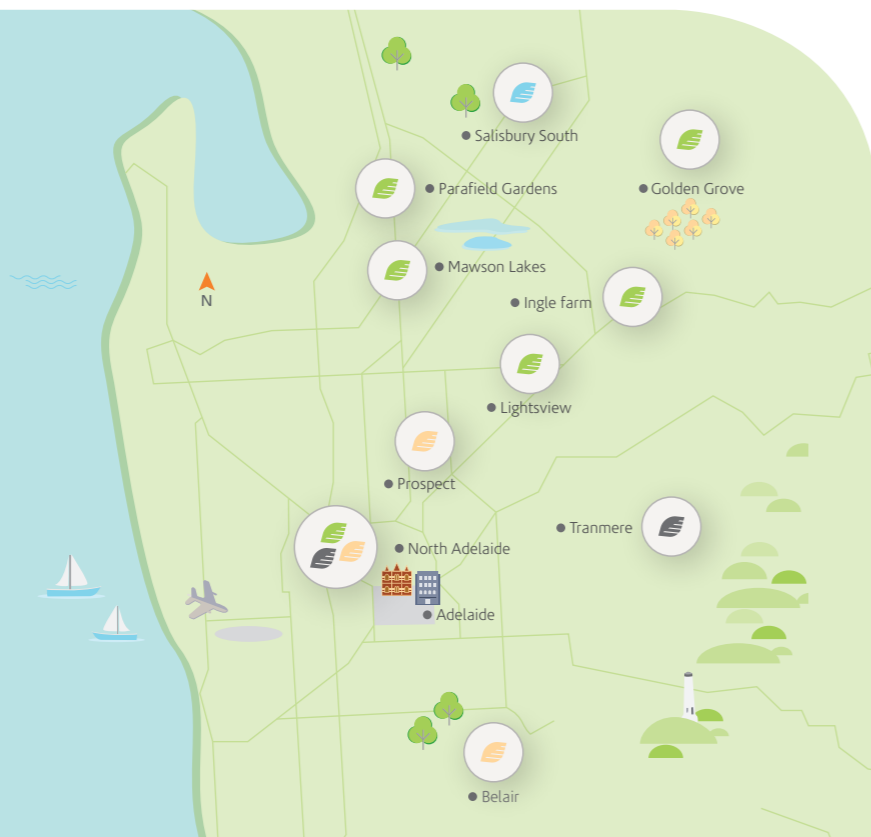 Salisbury South
Golden Grove
Parafield Gardens
Mawson Lakes
N
Ingle farm
Lightsview
Prospect
Tranmere
North Adelaide
Adelaide
Belair